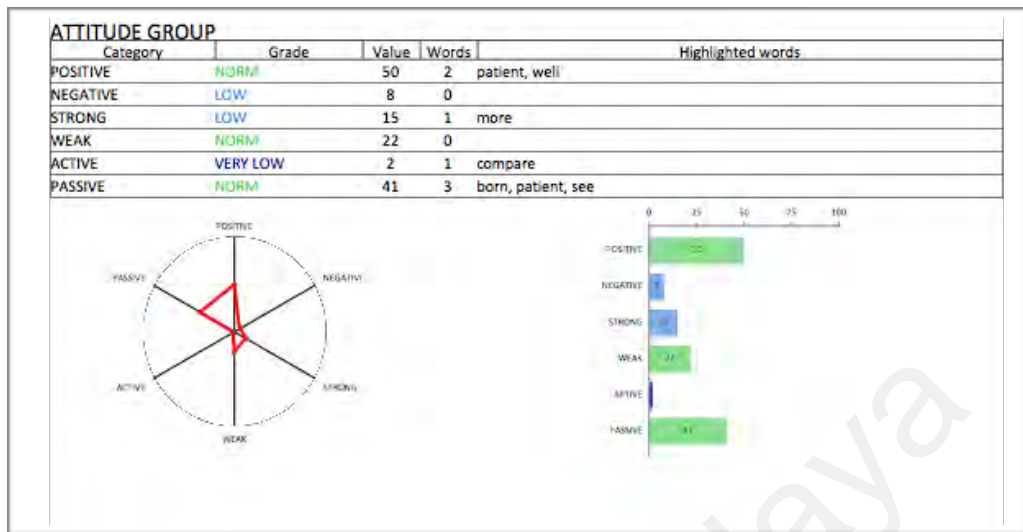 ATTITUDE GROUP
Category Grade Value Words Highlighted words
POSITIVE NORM 50 2 patient, well
NEGATIVE LOW 8 0
STRONG LOW 15 1 more
WEAK NORM 22 0
ACTIVE VERY LOW 2 1 compare
PASSIVE NORM 41 3 born, patient, see
POSITIVE
NEGATIVE
STRONG
WEAK
ACTIVE
PASSIVE
0 25 50 75 100
POSITIVE 50
NEGATIVE 8
STRONG 15
WEAK 22
ACTIVE
PASSIVE 41
aya